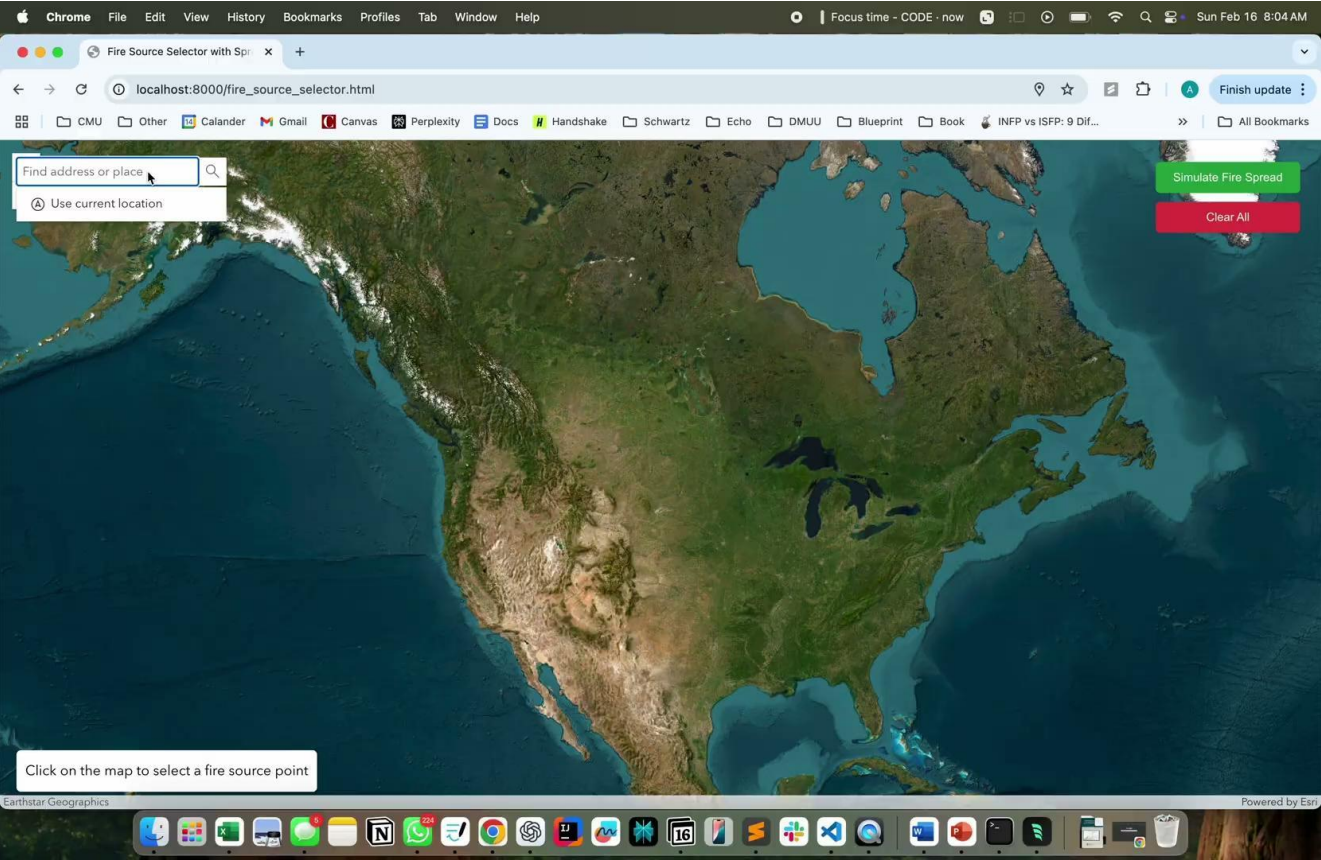 Chrome File Edit View History Bookmarks Profiles Tab Window Help Focus time - CODE · now Sun Feb 16 8:04 AM
Fire Source Selector with Spr
localhost:8000/fire_source_selector.html A Finish update
CMU Other 14 Calander Gmail Canvas Perplexity Docs H Handshake Schwartz Echo DMUU Blueprint Book INFP vs ISFP: 9 Dif... >> All Bookmarks
Find address or place
Use current location
Simulate Fire Spread
Clear All
Click on the map to select a fire source point
Earthstar Geographics Powered by Esri
5 224 16